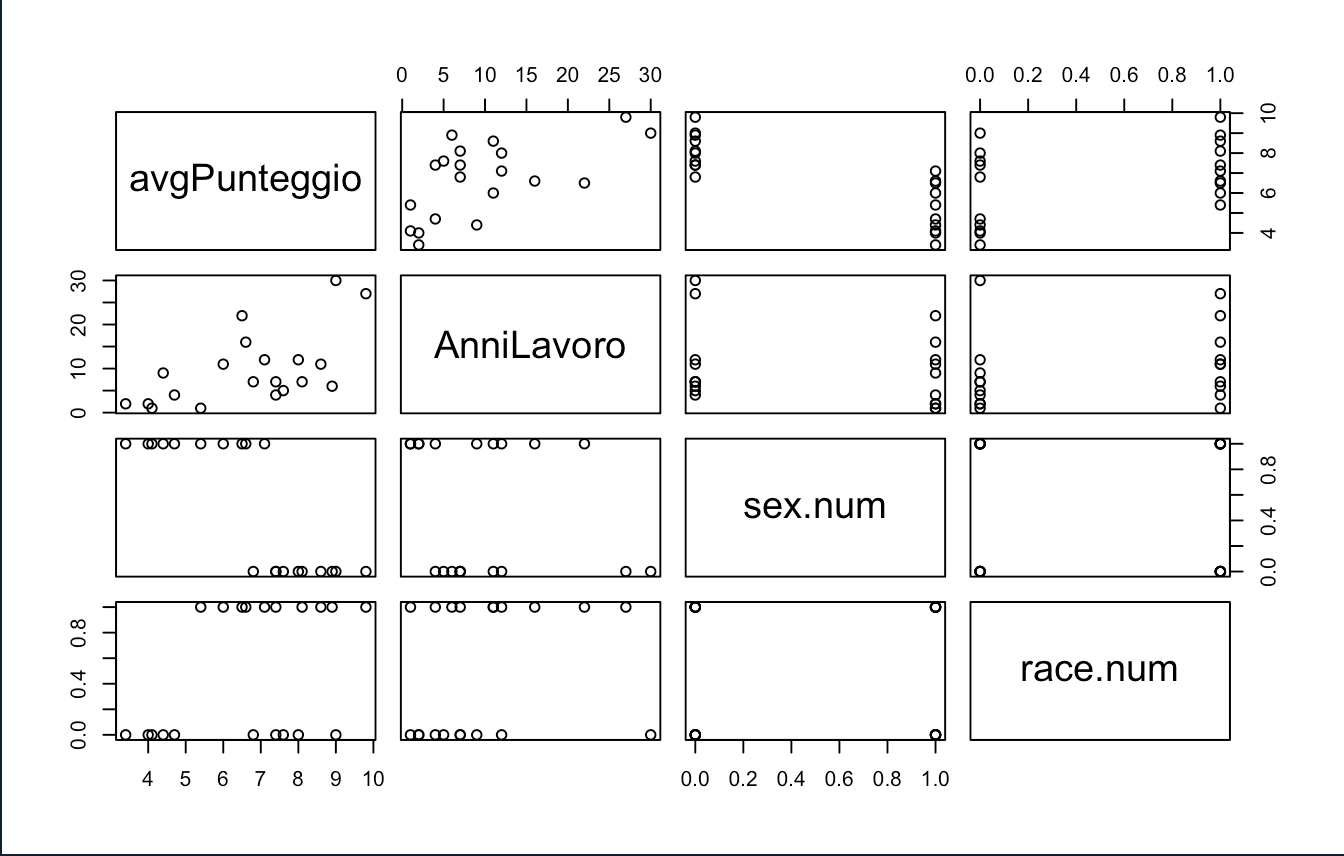 0 5 10 15 20 25 30
0.0 0.2 0.4 0.6 0.8 1.0
avgPunteggio
4 6 8 10
0 10 20 30
AnniLavoro
sex.num
0.0 0.4 0.8
0.0 0.4 0.8
race.num
4 5 6 7 8 9 10
0.0 0.2 0.4 0.6 0.8 1.0